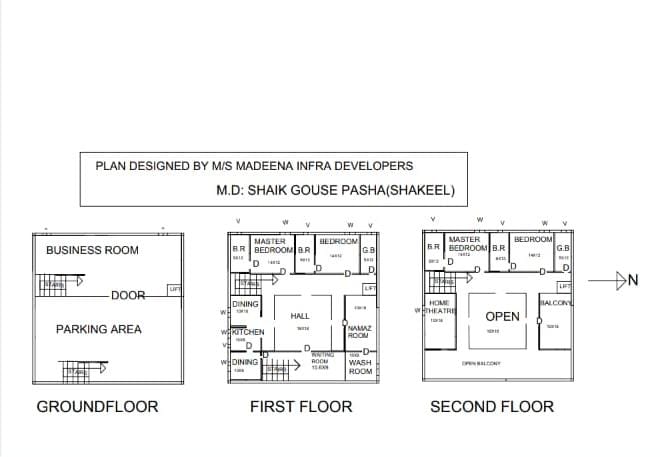 PLAN DESIGNED BY M/S MADEENA INFRA DEVELOPERS
M.D: SHAIK GOUSE PASHA(SHAKEEL)
BUSINESS ROOM
STAIRS
LIFT
DOOR
PARKING AREA
STAIRS
GROUNDFLOOR
V W V W V
B.R
MASTER
BEDROOM
B.R
BEDROOM
G.B
14X12
D
D
D
D
D
STAIRS
LIFT
DINING
HALL
W
W
KITCHEN
NAMAZ
ROOM
D
V
D
D
D
D
W
DINING
STAIRS
WAITING
ROOM
WASH
ROOM
FIRST FLOOR
V W V W V
B.R
MASTER
BEDROOM
B.R
BEDROOM
G.B
14X12
D
D
D
D
D
STAIRS
LIFT
HOME
THEATRE
W
OPEN
BALCONY
D
OPEN BALCONY
SECOND FLOOR
N